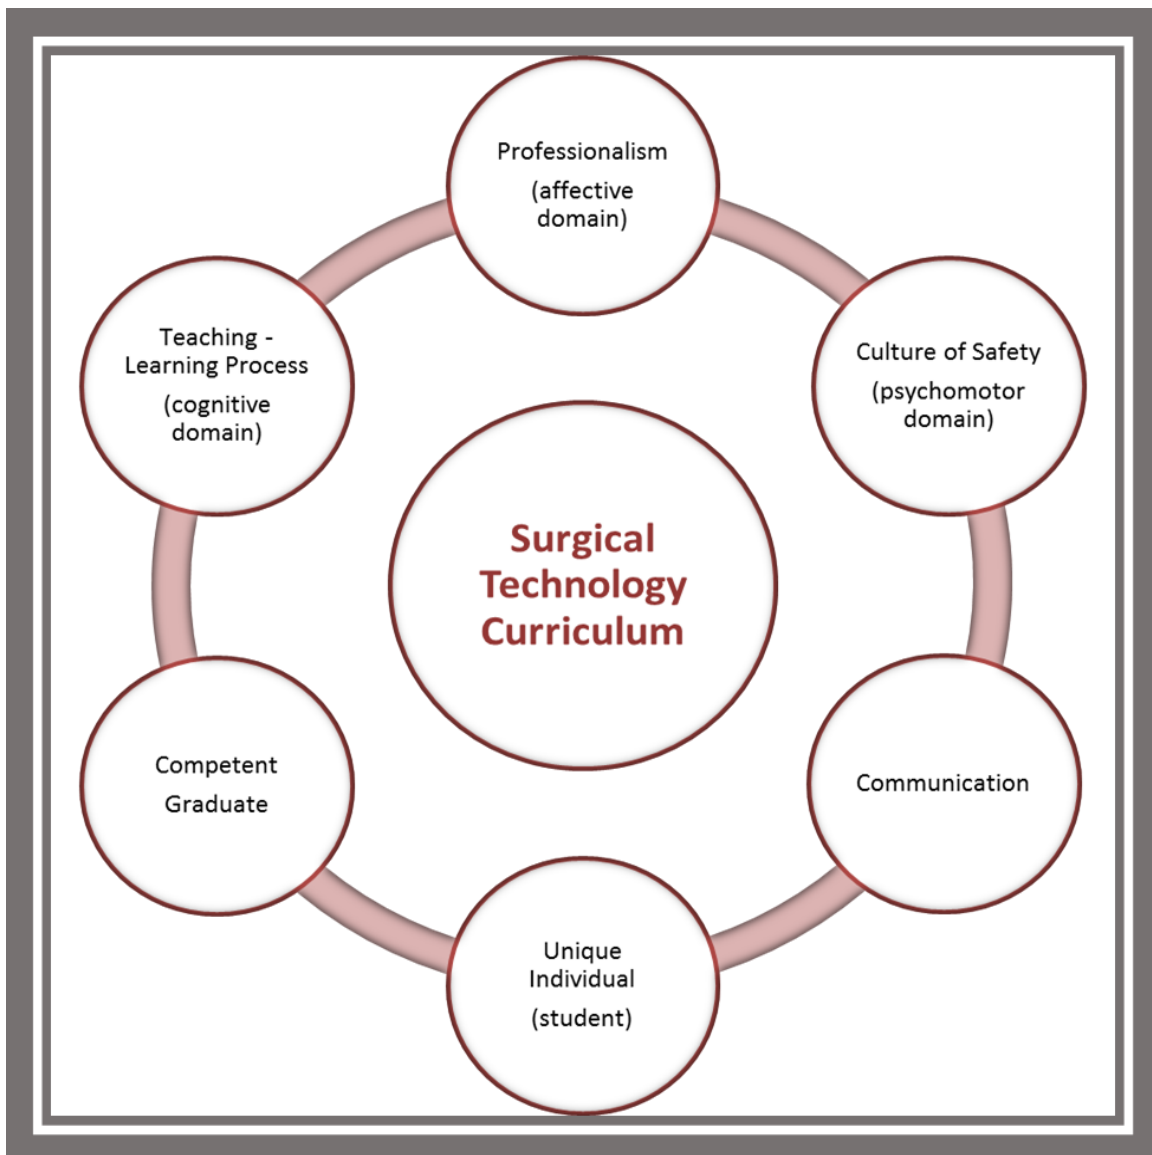 Professionalism
(affective
domain)
Teaching -
Learning Process
(cognitive
domain)
Culture of Safety
(psychomotor
domain)
Surgical
Technology
Curriculum
Competent
Graduate
Communication
Unique
Individual
(student)